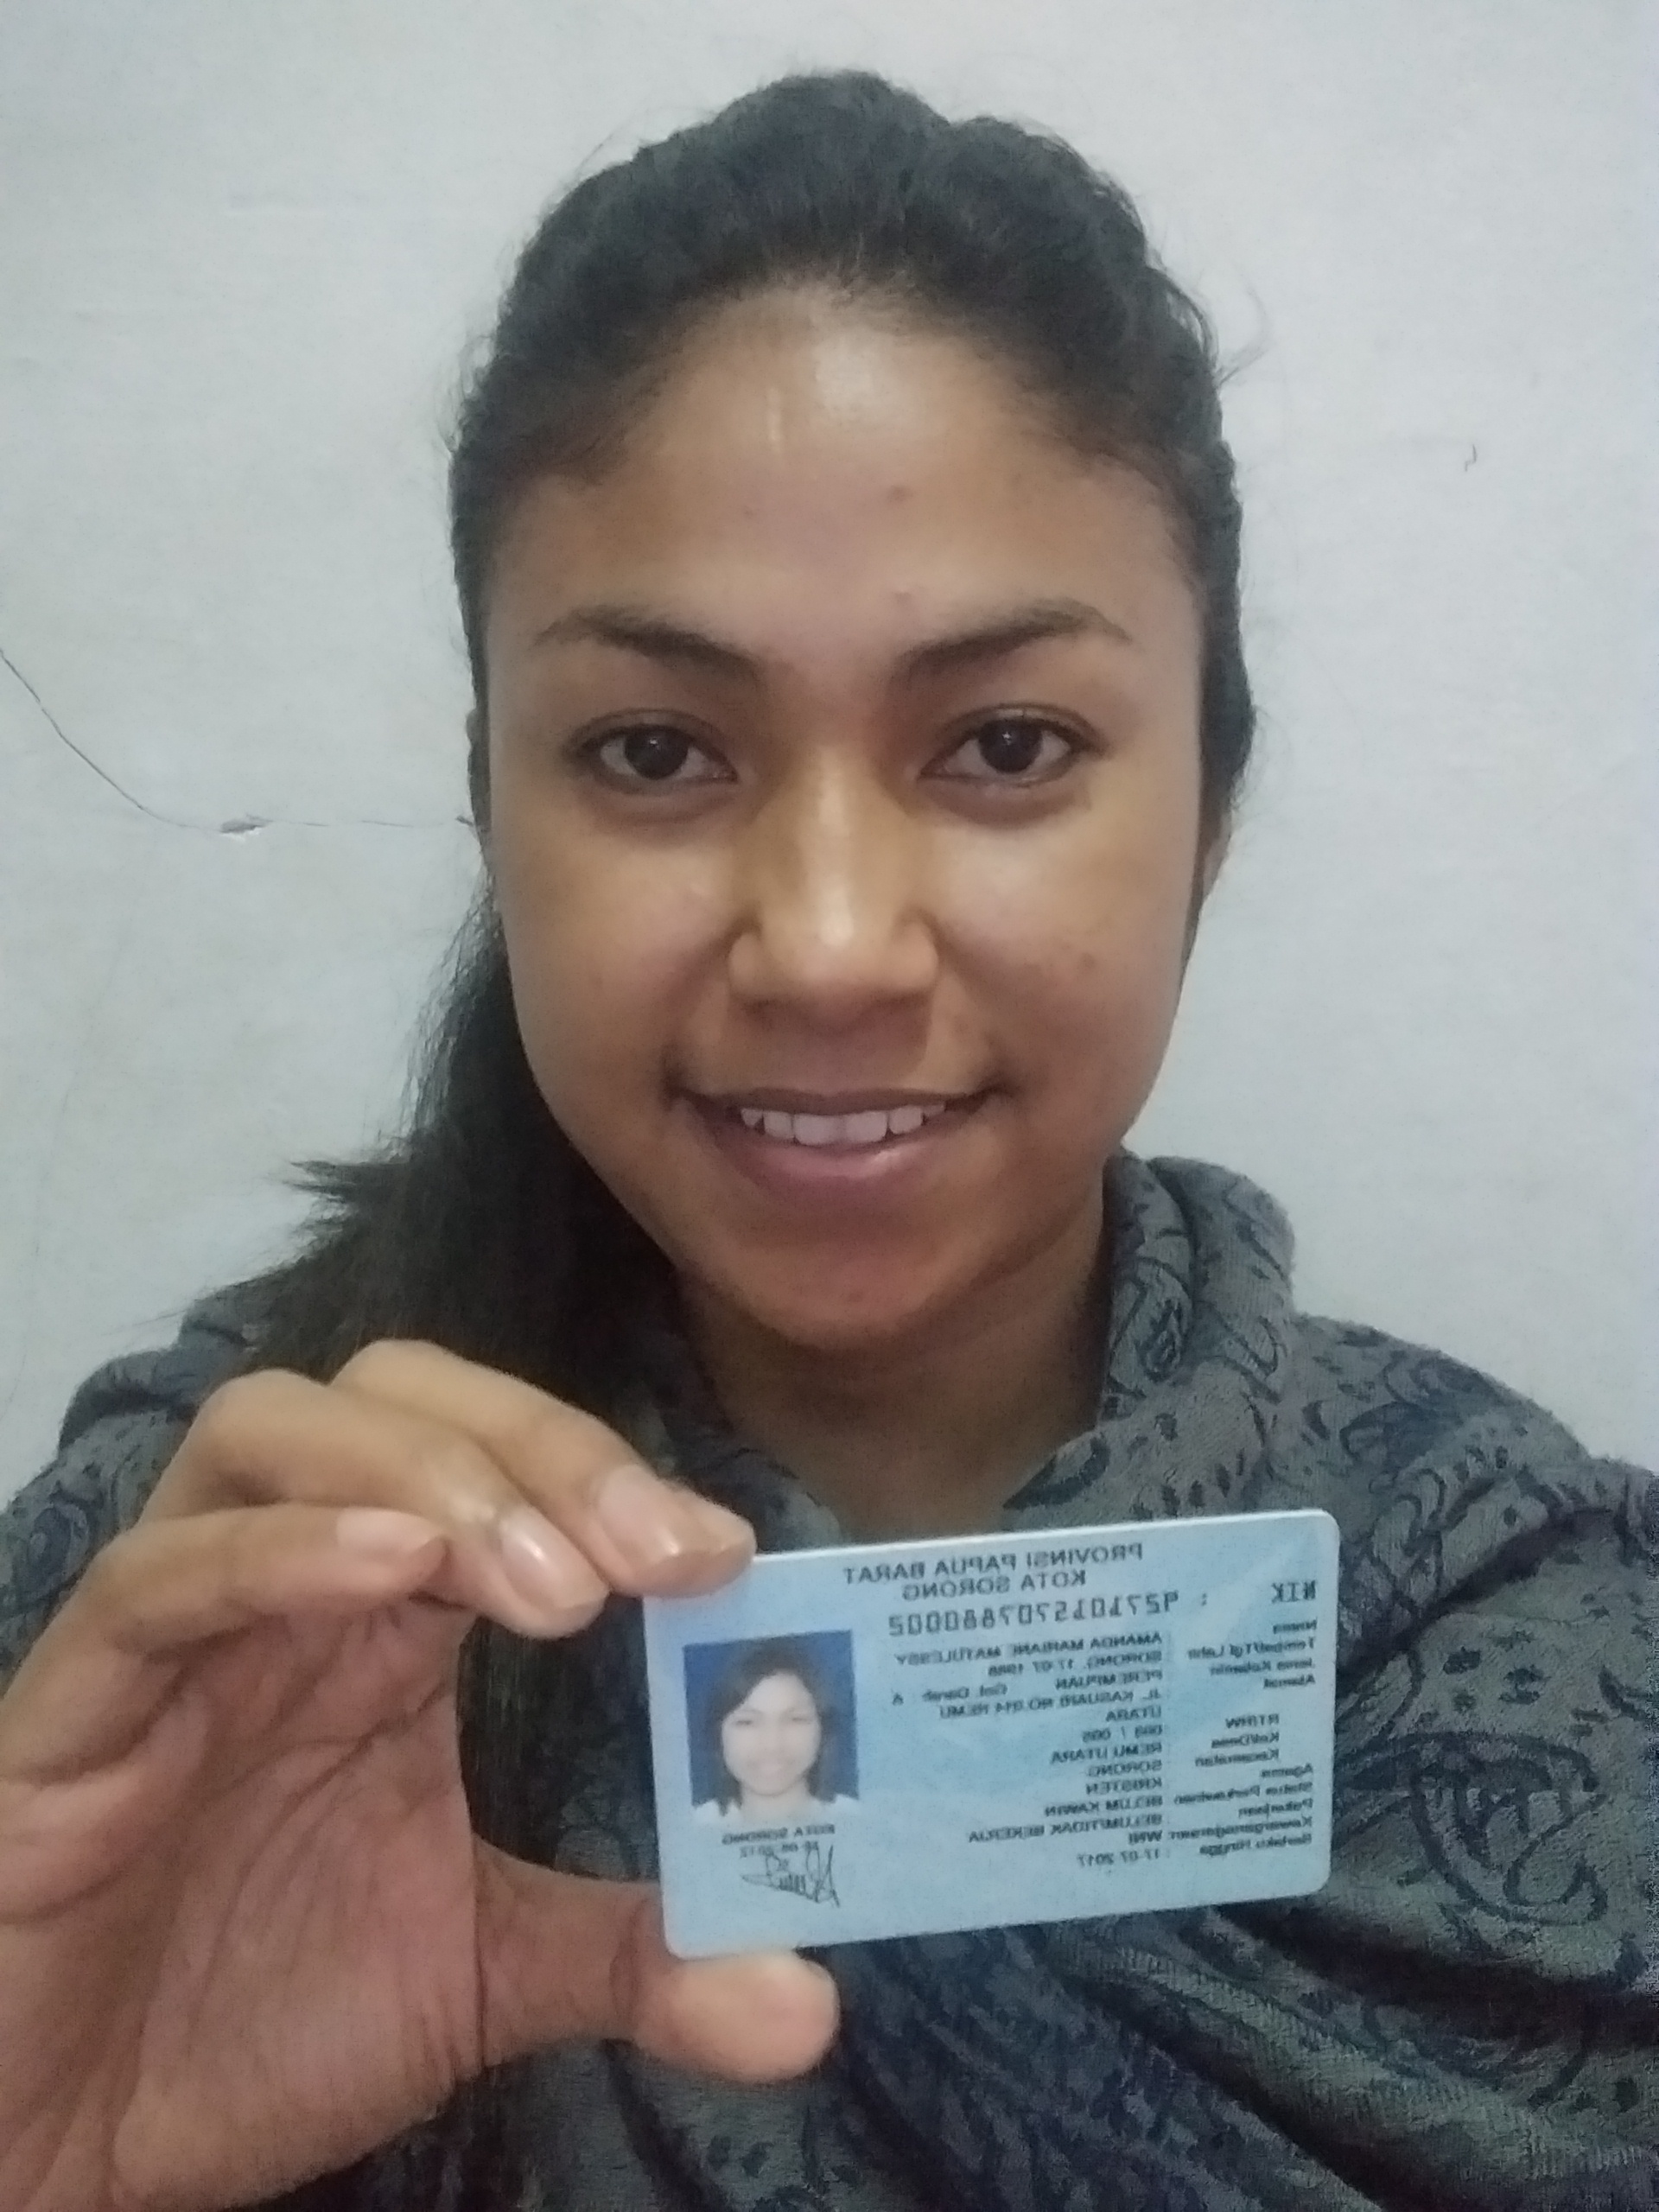 PROVINSI PAPUA BARAT
KOTA SORONG
NIK : 9271015707880002
Nama : AMANDA MARIANE MATULESSY
Tempat/Tgl Lahir : SORONG, 17-07-1988
Jenis Kelamin : PEREMPUAN Gol. Darah : A
Alamat : JL. KASUARI NO.014 REMU
UTARA
RT/RW : 005
Kel/Desa : REMU UTARA
Kecamatan : SORONG
Agama : KRISTEN
Status Perkawinan : BELUM KAWIN
Pekerjaan : BELUM/TIDAK BEKERJA
Kewarganegaraan : WNI
Berlaku Hingga : 17-07-2017
KOTA SORONG